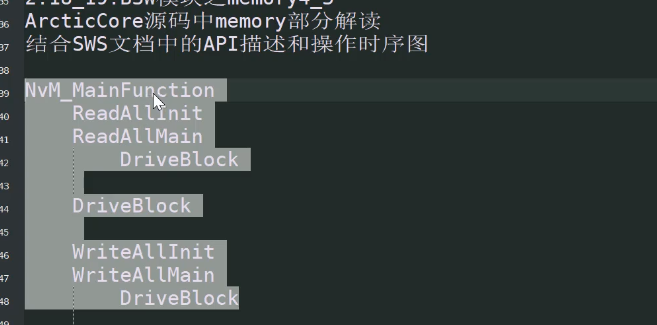 2.18_19.BSW模块之memory4_5
36 ArcticCore源码中memory部分解读
37 结合SWS文档中的API描述和操作时序图
38
39 NvM_MainFunction
40 ReadAllInit
41 ReadAllMain
42 DriveBlock
43
44 DriveBlock
45
46 WriteAllInit
47 WriteAllMain
48 DriveBlock